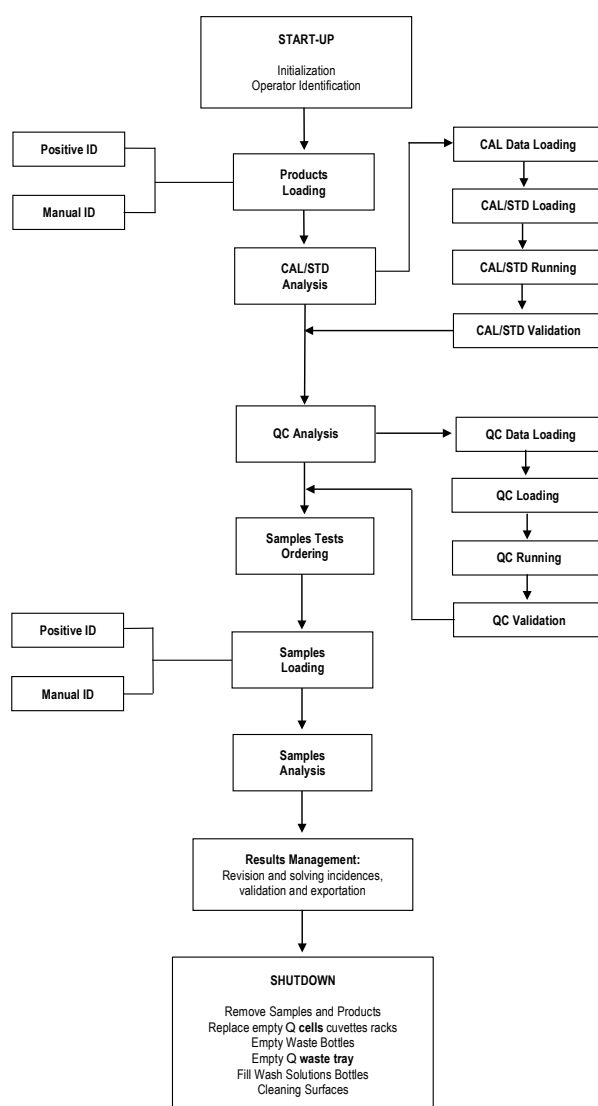 START-UP
Initialization
Operator Identification
Positive ID
Manual ID
Products
Loading
CAL/STD
Analysis
CAL Data Loading
CAL/STD Loading
CAL/STD Running
CAL/STD Validation
QC Analysis
QC Data Loading
QC Loading
QC Running
QC Validation
Samples Tests
Ordering
Positive ID
Manual ID
Samples
Loading
Samples
Analysis
Results Management:
Revision and solving incidences,
validation and exportation
SHUTDOWN
Remove Samples and Products
Replace empty Q cells cuvettes racks
Empty Waste Bottles
Empty Q waste tray
Fill Wash Solutions Bottles
Cleaning Surfaces